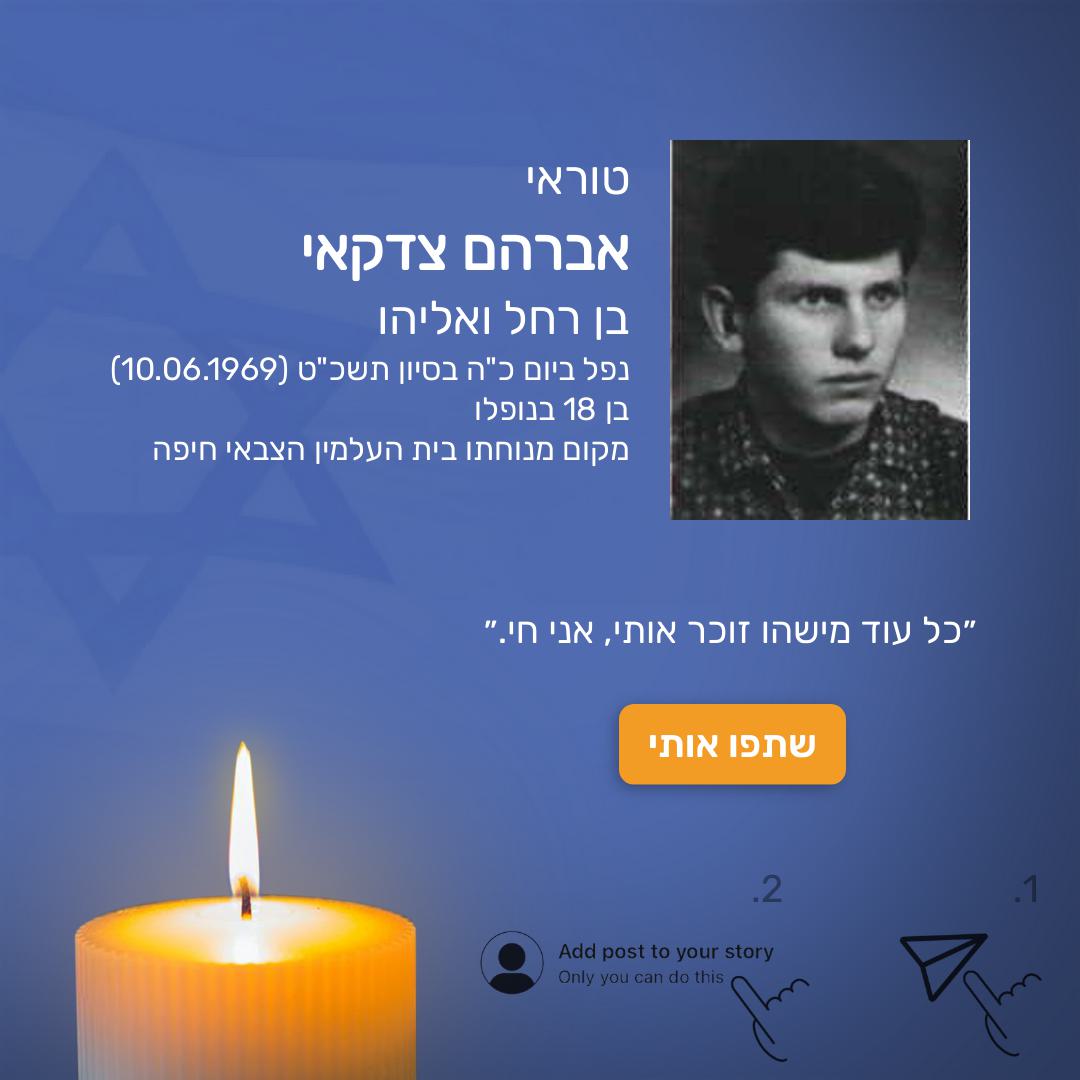 טוראי
אברהם צדקאי
בן רחל ואליהו
נפל ביום כ"ה בסיון תשכ"ט (10.06.1969)
בן 18 בנופלו
מקום מנוחתו בית העלמין הצבאי חיפה
״כל עוד מישהו זוכר אותי, אני חי.״
שתפו אותי
1.
2.
Add post to your story
Only you can do this